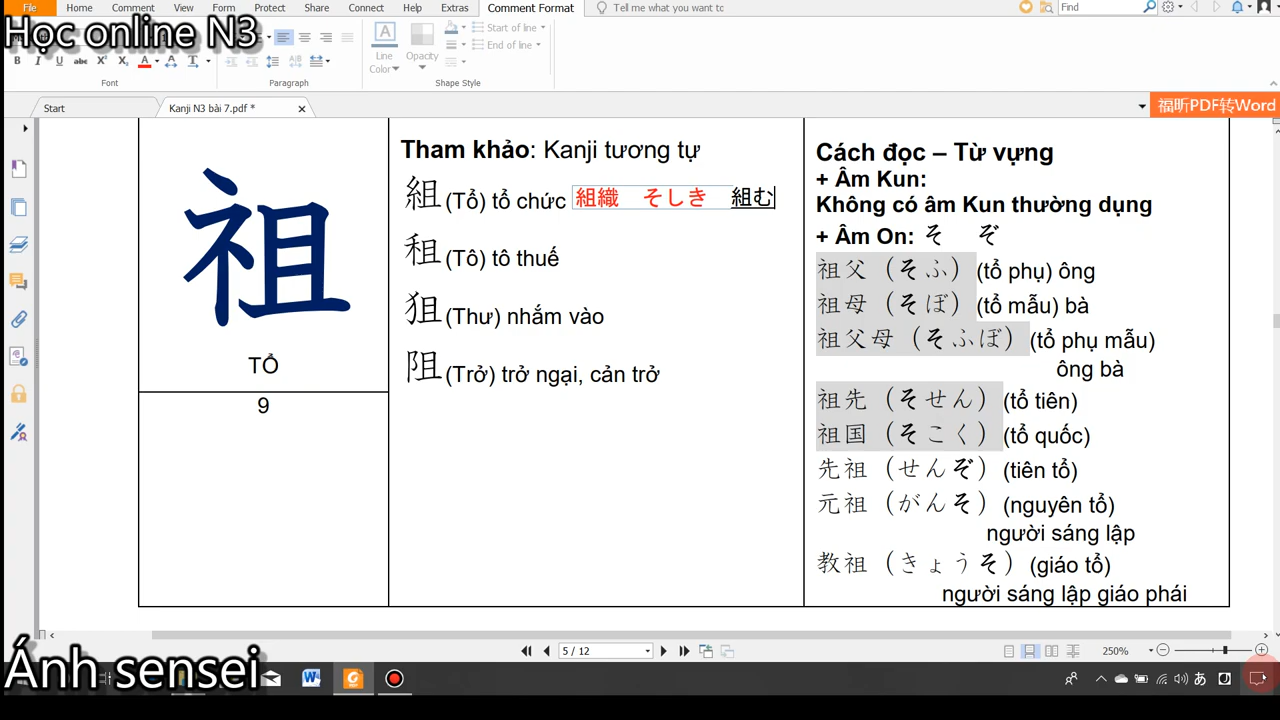 File Home Comment View Form Protect Share Connect Help Extras Comment Format Tell me what you want tc Find
Học online N3
Line Color
Opacity
Start of line
End of line
Font Paragraph Shape Style
Start Kanji N3 bài 7.pdf * 福昕PDF转Word
祖
TỔ
9
Tham khảo: Kanji tương tự
組(Tổ) tổ chức 組織 そしき 組む
租(Tô) tô thuế
狙(Thư) nhắm vào
阻(Trở) trở ngại, cản trở
Cách đọc – Từ vựng
+ Âm Kun:
Không có âm Kun thường dụng
+ Âm On: そ ぞ
祖父（そふ）(tổ phụ) ông
祖母（そぼ）(tổ mẫu) bà
祖父母（そふぼ）(tổ phụ mẫu)
ông bà
祖先（そせん）(tổ tiên)
祖国（そこく）(tổ quốc)
先祖（せんぞ）(tiên tổ)
元祖（がんそ）(nguyên tổ)
người sáng lập
教祖（きょうそ）(giáo tổ)
người sáng lập giáo phái
5 / 12
250%
Ánh sensei
あ